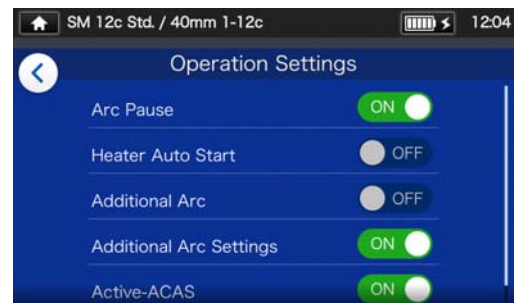 SM 12c Std. / 40mm 1-12c 12:04
Operation Settings
Arc Pause ON
Heater Auto Start OFF
Additional Arc OFF
Additional Arc Settings ON
Active-ACAS ON